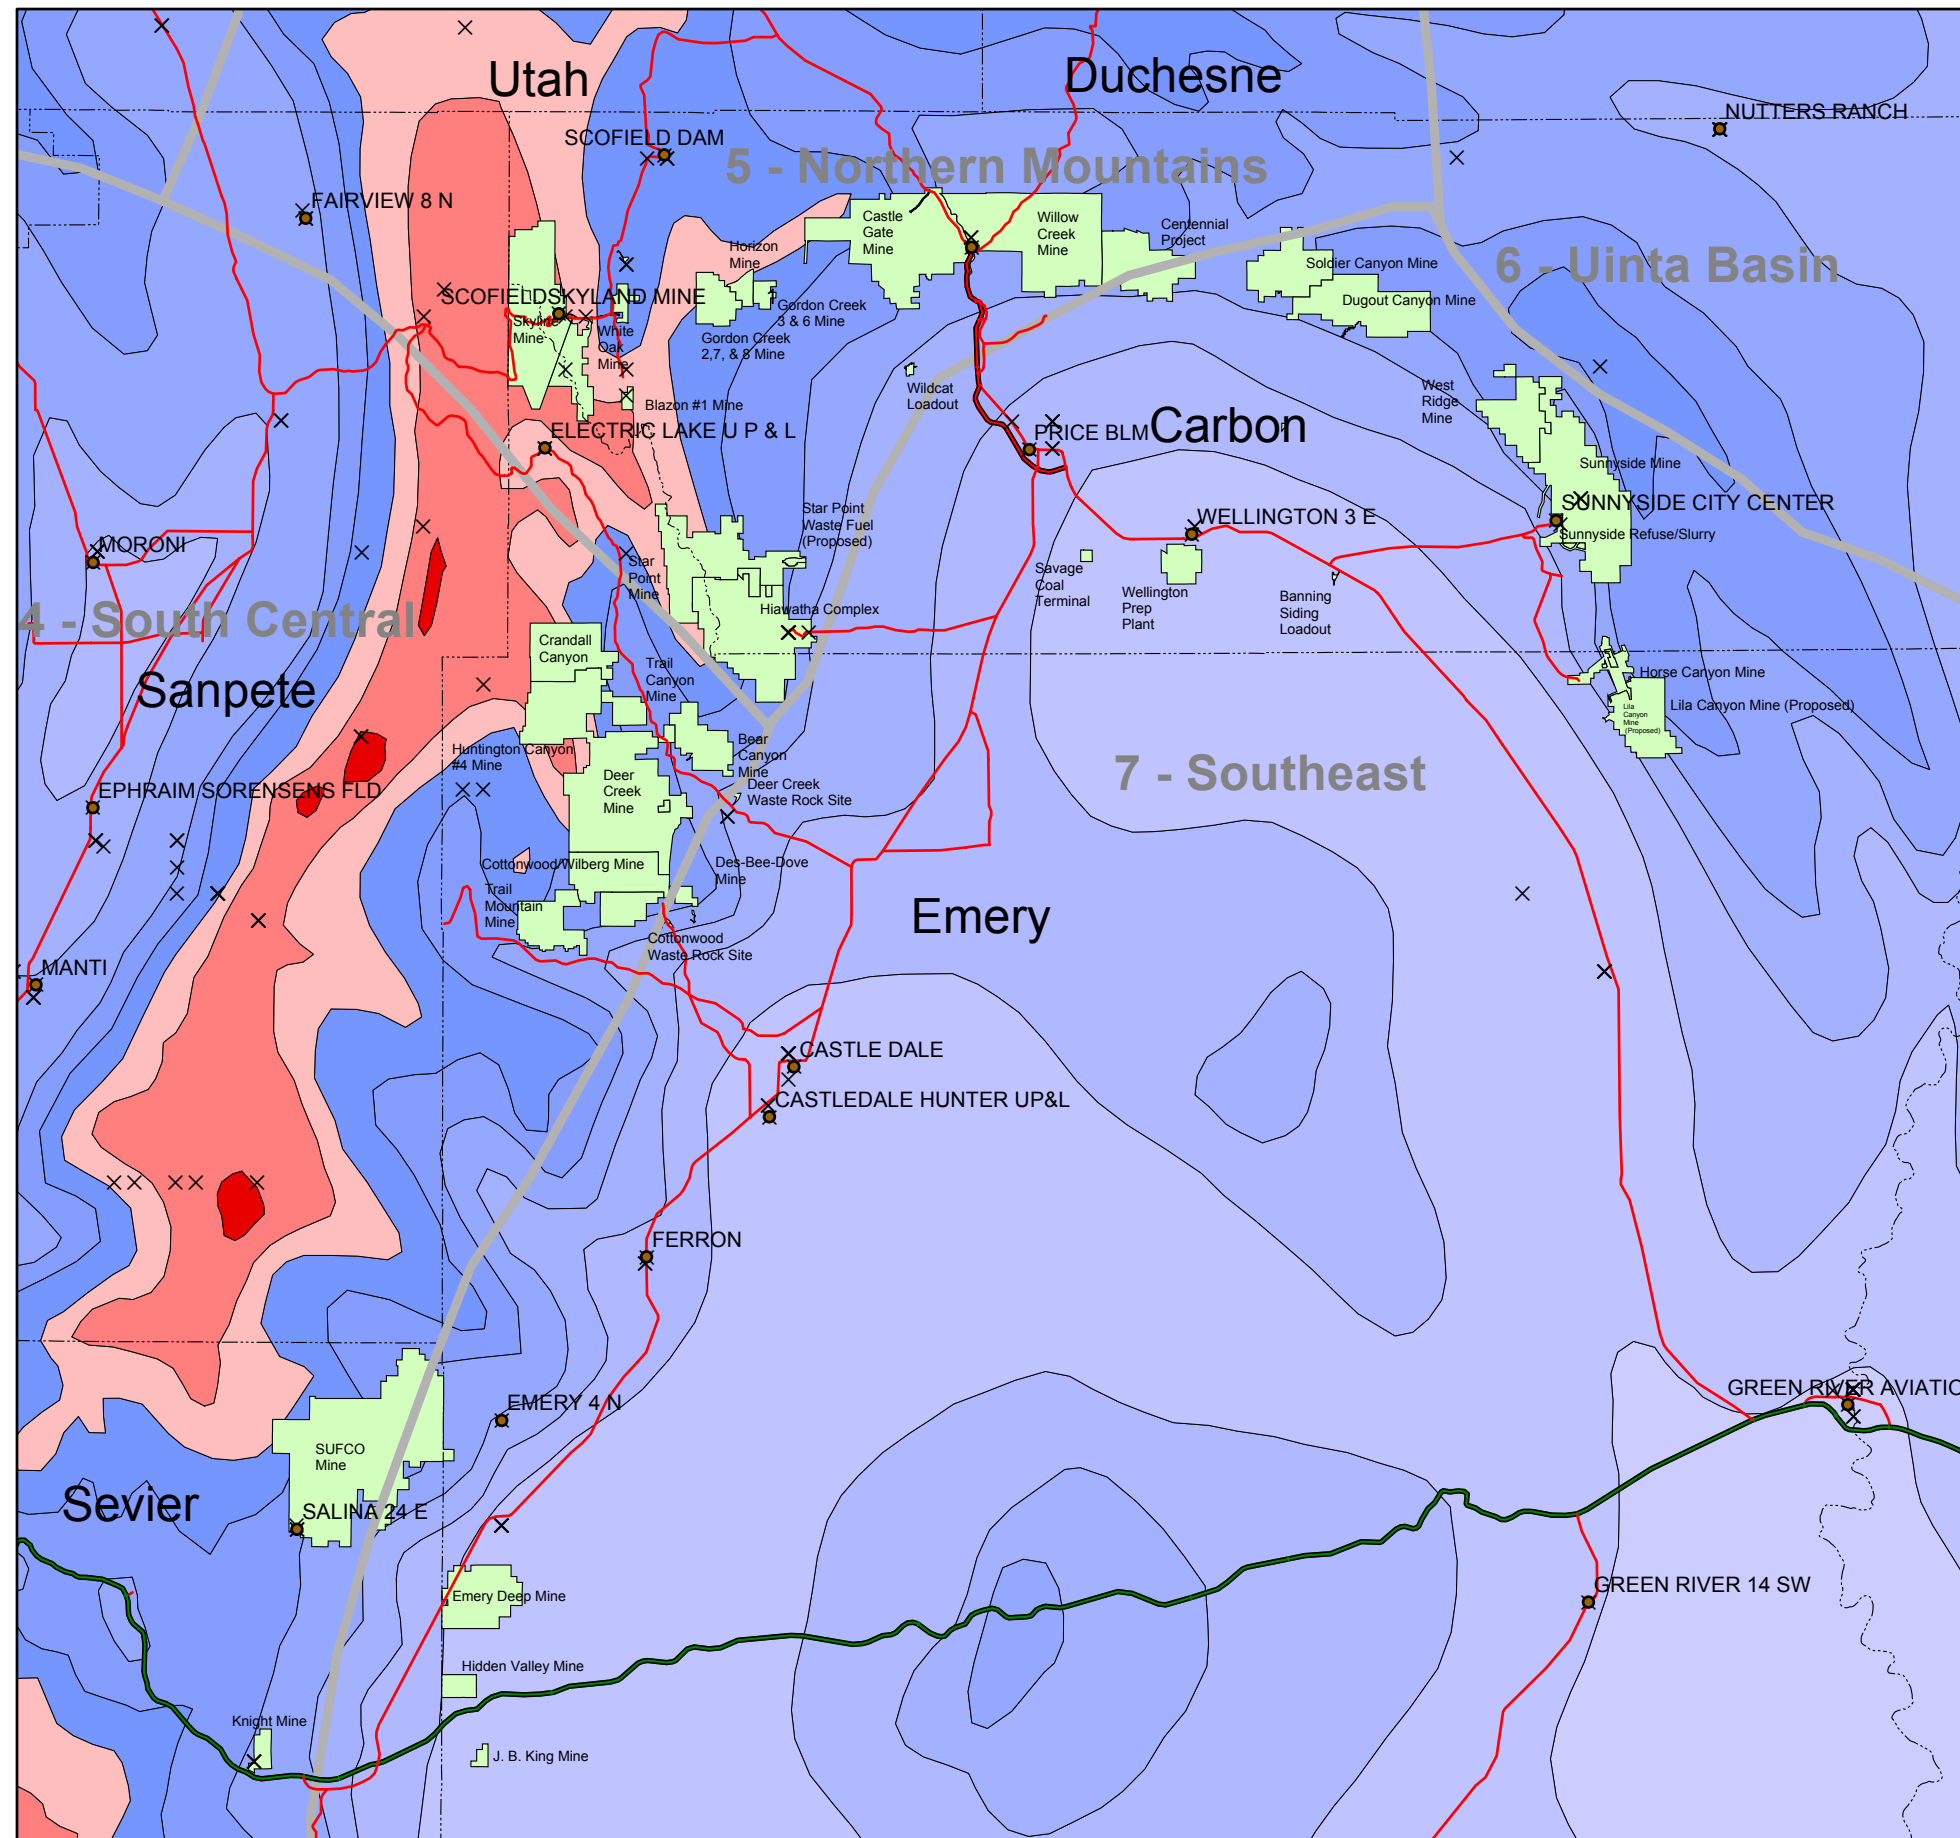 Utah
Duchesne
NUTTERS RANCH
SCOFIELD DAM
5 - Northern Mountains
FAIRVIEW 8 N
Castle
Gate
Mine
Willow
Creek
Mine
Centennial
Project
Horizon
Mine
Soldier Canyon Mine
6 - Uinta Basin
SCOFIELDSKYLAND MINE
Dugout Canyon Mine
Gordon Creek
3 & 6 Mine
Skyline
Mine
White
Oak
Mine
Gordon Creek
2,7, & 8 Mine
Wildcat
Loadout
West
Ridge
Mine
Blazon #1 Mine
ELECTRIC LAKE U P & L
PRICE BLM
Carbon
Sunnyside Mine
SUNNYSIDE CITY CENTER
Star Point
Waste Fuel
(Proposed)
WELLINGTON 3 E
Sunnyside Refuse/Slurry
MORONI
Star
Point
Mine
Savage
Coal
Terminal
Wellington
Prep
Plant
Banning
Siding
Loadout
4 - South Central
Hiawatha Complex
Crandall
Canyon
Trail
Canyon
Mine
Horse Canyon Mine
Sanpete
Lila
Canyon
Mine
(Proposed)
Lila Canyon Mine (Proposed)
Huntington Canyon
#4 Mine
Bear
Canyon
Mine
7 - Southeast
Deer
Creek
Mine
Deer Creek
Waste Rock Site
EPHRAIM SORENSENS FLD
Cottonwood/Wilberg Mine
Des-Bee-Dove
Mine
Trail
Mountain
Mine
Emery
Cottonwood
Waste Rock Site
MANTI
CASTLE DALE
CASTLEDALE HUNTER UP&L
FERRON
GREEN RIVER AVIATIO
EMERY 4 N
SUFCO
Mine
Sevier
SALINA 24 E
Emery Deep Mine
GREEN RIVER 14 SW
Hidden Valley Mine
Knight Mine
J. B. King Mine